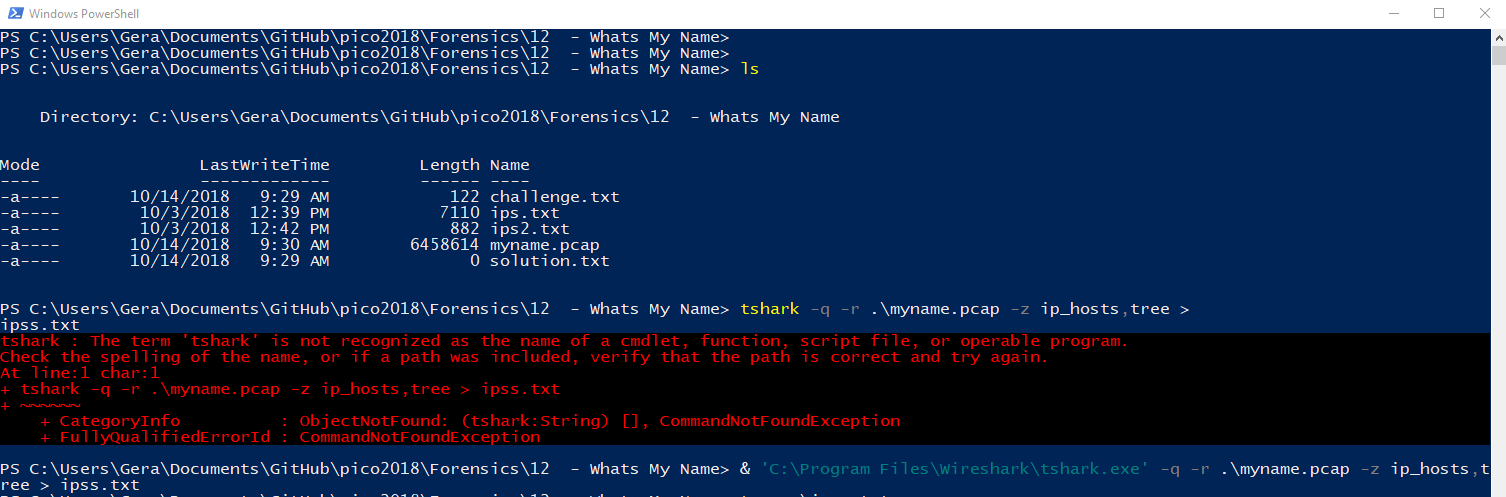 Windows PowerShell
PS C:\Users\Gera\Documents\GitHub\pico2018\Forensics\12  - Whats My Name>
PS C:\Users\Gera\Documents\GitHub\pico2018\Forensics\12  - Whats My Name>
PS C:\Users\Gera\Documents\GitHub\pico2018\Forensics\12  - Whats My Name> ls
    Directory: C:\Users\Gera\Documents\GitHub\pico2018\Forensics\12  - Whats My Name
Mode                LastWriteTime         Length Name
----                -------------         ------ ----
-a----       10/14/2018   9:29 AM            122 challenge.txt
-a----        10/3/2018  12:39 PM           7110 ips.txt
-a----        10/3/2018  12:42 PM            882 ips2.txt
-a----       10/14/2018   9:30 AM        6458614 myname.pcap
-a----       10/14/2018   9:29 AM              0 solution.txt
PS C:\Users\Gera\Documents\GitHub\pico2018\Forensics\12  - Whats My Name> tshark -q -r .\myname.pcap -z ip_hosts,tree >
ipss.txt
tshark : The term 'tshark' is not recognized as the name of a cmdlet, function, script file, or operable program.
Check the spelling of the name, or if a path was included, verify that the path is correct and try again.
At line:1 char:1
+ tshark -q -r .\myname.pcap -z ip_hosts,tree > ipss.txt
+ ~~~~~~
    + CategoryInfo          : ObjectNotFound: (tshark:String) [], CommandNotFoundException
    + FullyQualifiedErrorId : CommandNotFoundException
PS C:\Users\Gera\Documents\GitHub\pico2018\Forensics\12  - Whats My Name> & 'C:\Program Files\Wireshark\tshark.exe' -q -r .\myname.pcap -z ip_hosts,t
ree > ipss.txt